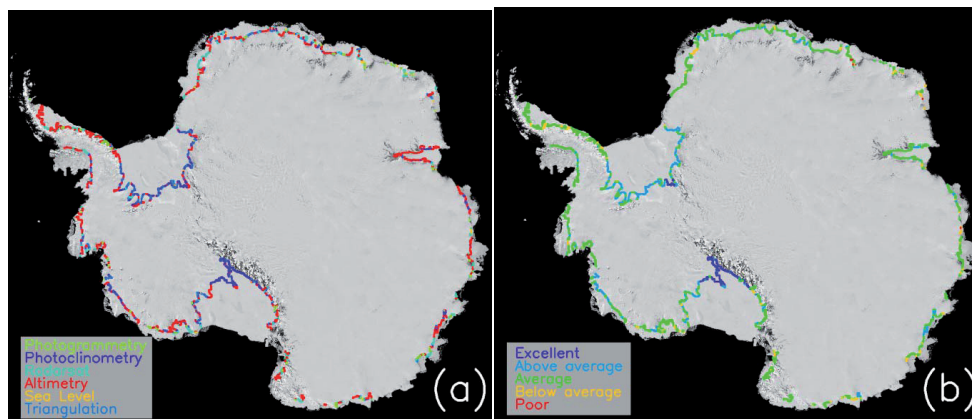 Photogrammetry
Photoclinometry
Radarsat
Altimetry
Sea Level
Triangulation
(a)
Excellent
Above average
Average
Below average
Poor
(b)